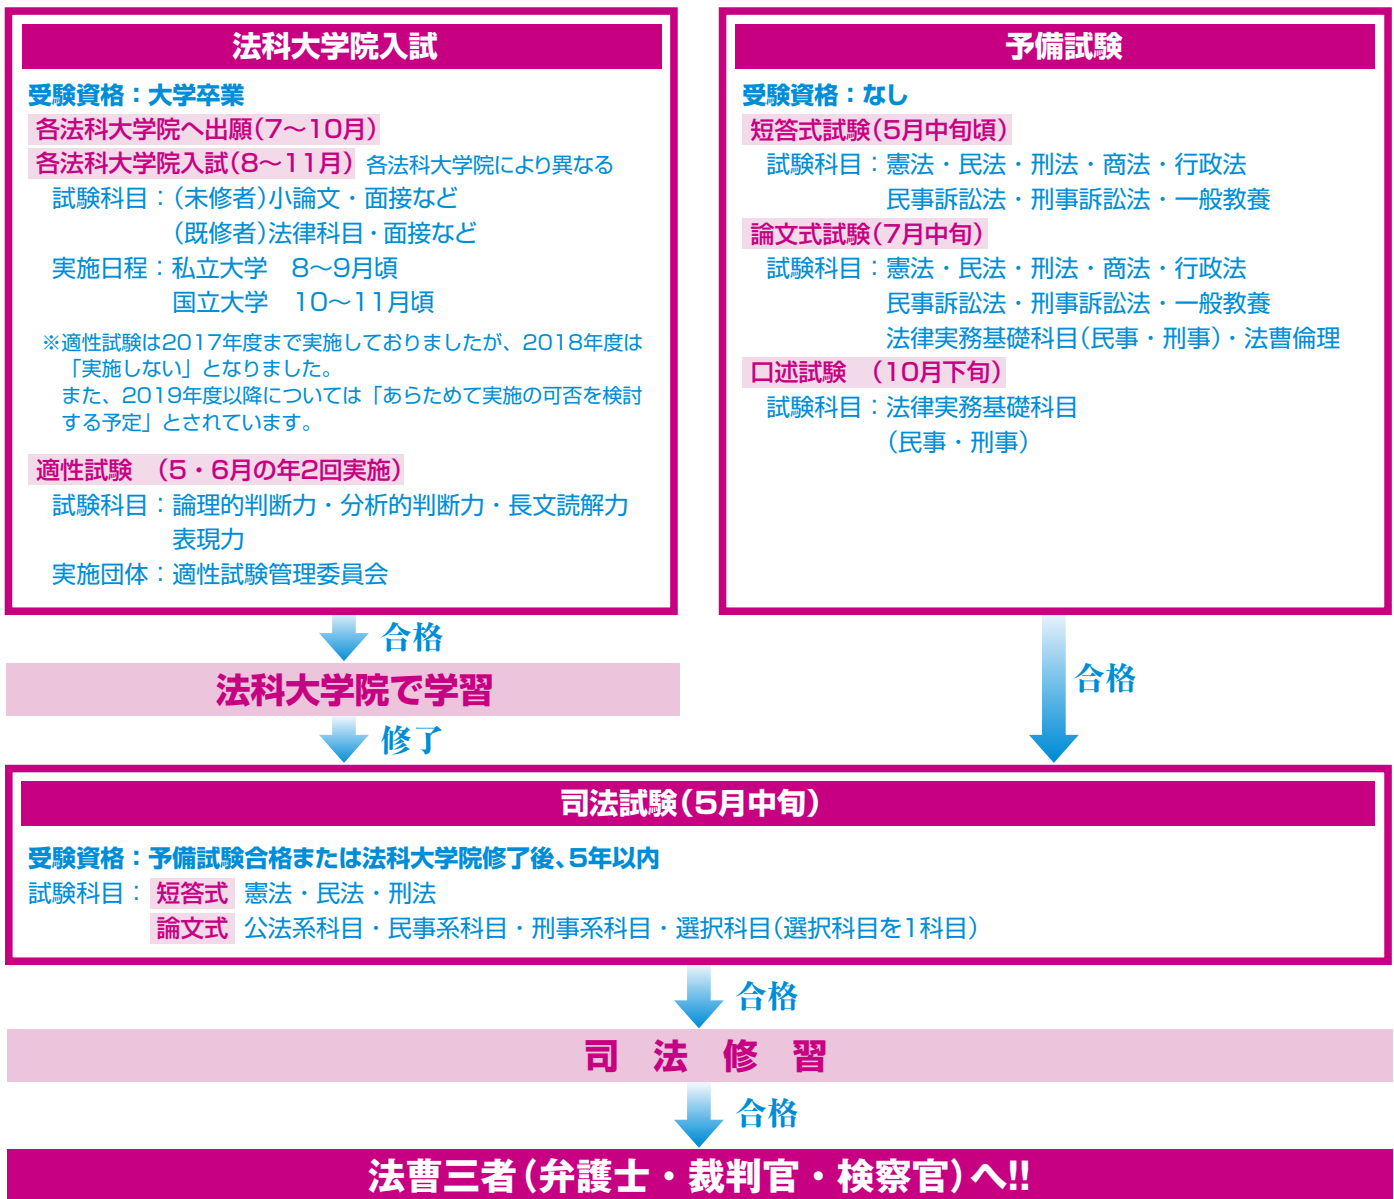 法科大学院入試
受験資格：大学卒業
各法科大学院へ出願（7～10月）
各法科大学院入試（8～11月） 各法科大学院により異なる
試験科目：（未修者）小論文・面接など
（既修者）法律科目・面接など
実施日程：私立大学　8～9月頃
国立大学　10～11月頃
※適性試験は2017年度まで実施しておりましたが、2018年度は
「実施しない」となりました。
また、2019年度以降については「あらためて実施の可否を検討
する予定」とされています。
適性試験　（5・6月の年2回実施）
試験科目：論理的判断力・分析的判断力・長文読解力
表現力
実施団体：適性試験管理委員会
予備試験
受験資格：なし
短答式試験（5月中旬頃）
試験科目：憲法・民法・刑法・商法・行政法
民事訴訟法・刑事訴訟法・一般教養
論文式試験（7月中旬）
試験科目：憲法・民法・刑法・商法・行政法
民事訴訟法・刑事訴訟法・一般教養
法律実務基礎科目（民事・刑事）・法曹倫理
口述試験　（10月下旬）
試験科目：法律実務基礎科目
（民事・刑事）
合格
法科大学院で学習
修了
合格
司法試験（5月中旬）
受験資格：予備試験合格または法科大学院修了後、5年以内
試験科目： 短答式 憲法・民法・刑法
論文式 公法系科目・民事系科目・刑事系科目・選択科目（選択科目を1科目）
合格
司　法　修　習
合格
法曹三者（弁護士・裁判官・検察官）へ!!